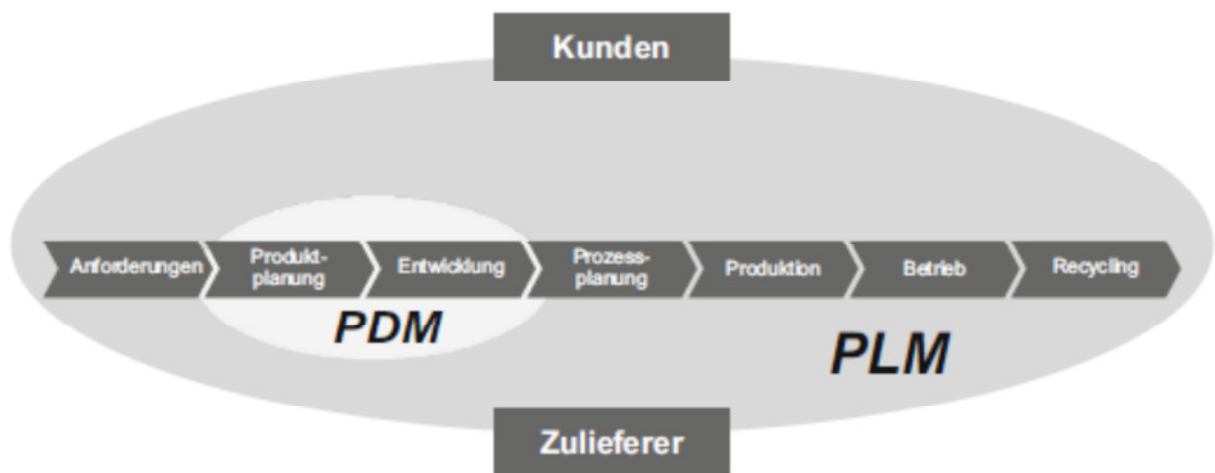 Kunden
Anforderungen
Produkt-
planung
Entwicklung
Prozess-
planung
Produktion
Betrieb
Recycling
PDM
PLM
Zulieferer